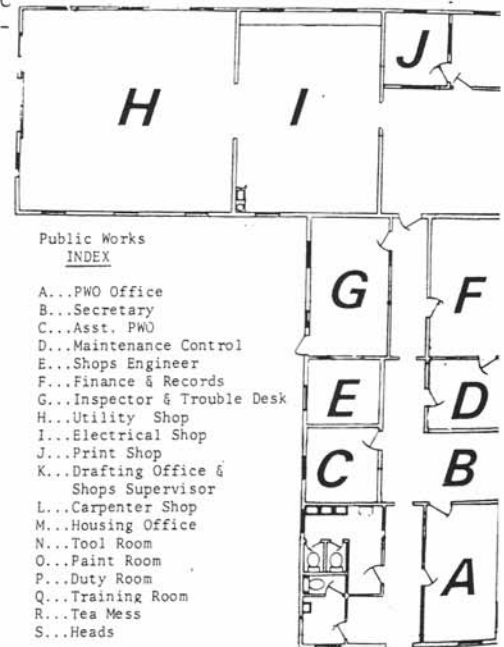 C
H
I
J
Public Works
INDEX
A...PWO Office
B...Secretary
C...Asst. PWO
D...Maintenance Control
E...Shops Engineer
F...Finance & Records
G...Inspector & Trouble Desk
H...Utility Shop
I...Electrical Shop
J...Print Shop
K...Drafting Office &
Shops Supervisor
L...Carpenter Shop
M...Housing Office
N...Tool Room
O...Paint Room
P...Duty Room
Q...Training Room
R...Tea Mess
S...Heads
G
F
E
D
C
B
A